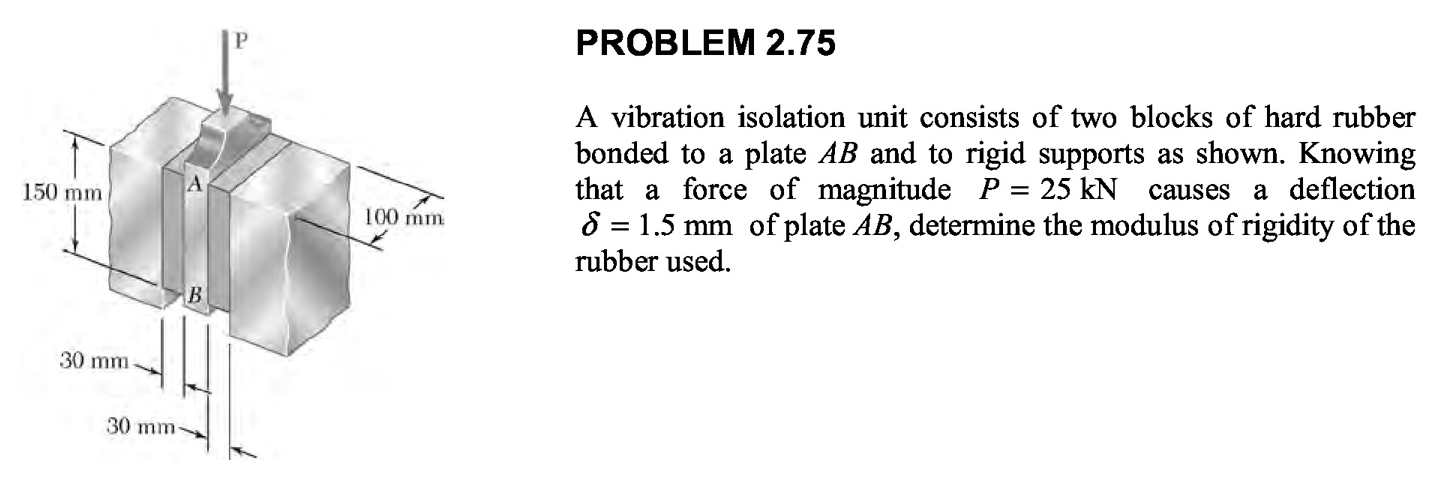 P
PROBLEM 2.75
A vibration isolation unit consists of two blocks of hard rubber
bonded to a plate AB and to rigid supports as shown. Knowing
that a force of magnitude P = 25 kN causes a deflection
δ = 1.5 mm of plate AB, determine the modulus of rigidity of the
rubber used.
150 mm
A
100 mm
B
30 mm
30 mm